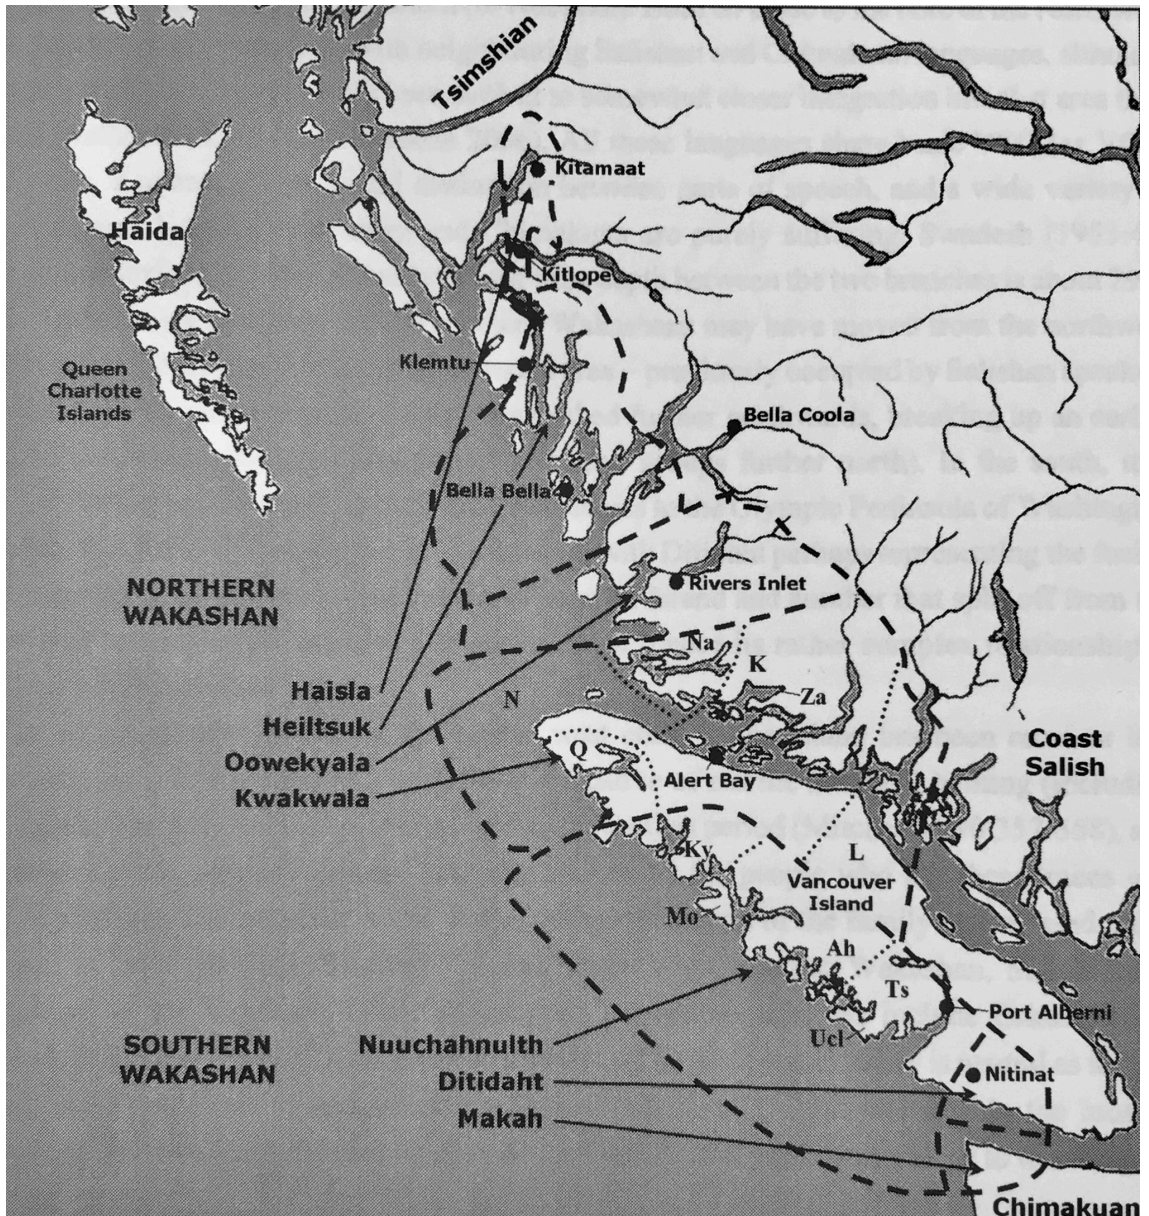 Tsimshian
Kitamaat
Haida
Kitlope
Klemtu
Queen
Charlotte
Islands
Bella Coola
Bella Bella
Rivers Inlet
NORTHERN
WAKASHAN
Na
K
Za
Haisla
Heiltsuk
Oowekyala
Kwakwala
N
Q
Alert Bay
Coast
Salish
Ky
L
Vancouver
Island
Mo
Ah
Ts
Ucl
Port Alberni
SOUTHERN
WAKASHAN
Nuuchahnulth
Ditidaht
Makah
Nitinat
Chimakuan